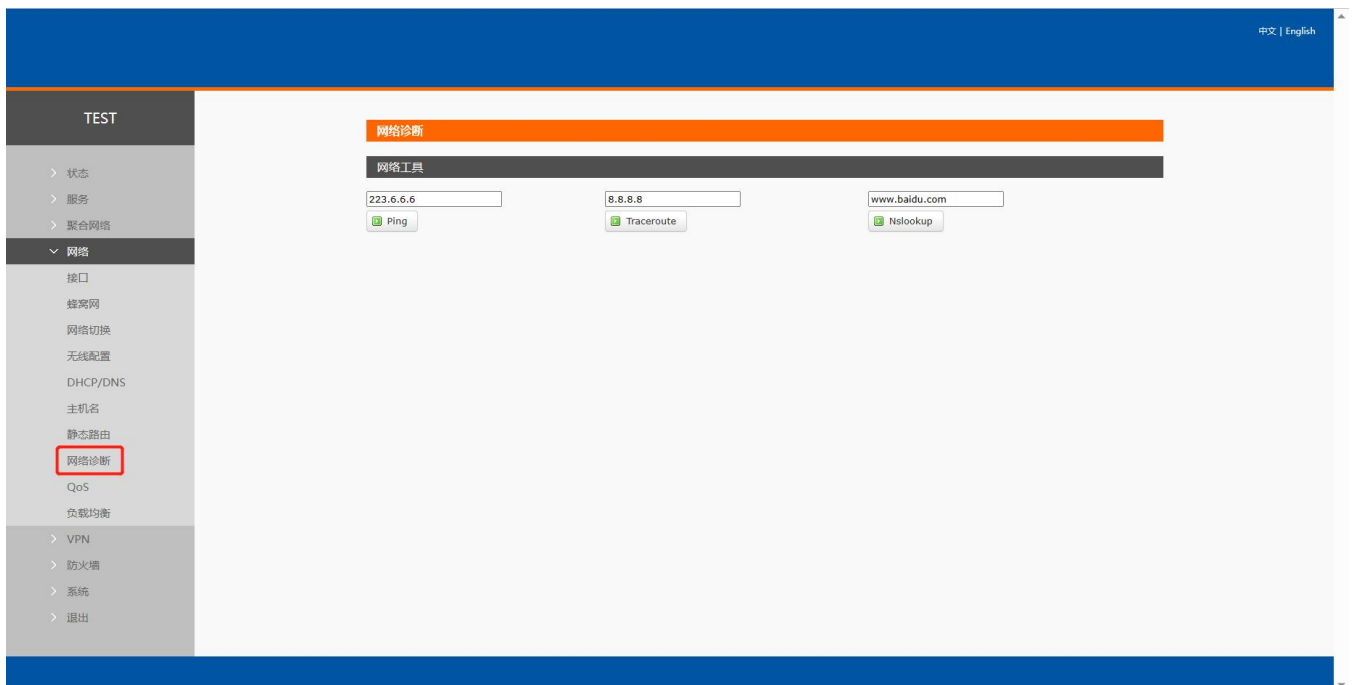 中文 | English
TEST
状态
服务
聚合网络
网络
接口
蜂窝网
网络切换
无线配置
DHCP/DNS
主机名
静态路由
网络诊断
QoS
负载均衡
VPN
防火墙
系统
退出
网络诊断
网络工具
223.6.6.6 8.8.8.8 www.baidu.com
Ping Traceroute Nslookup